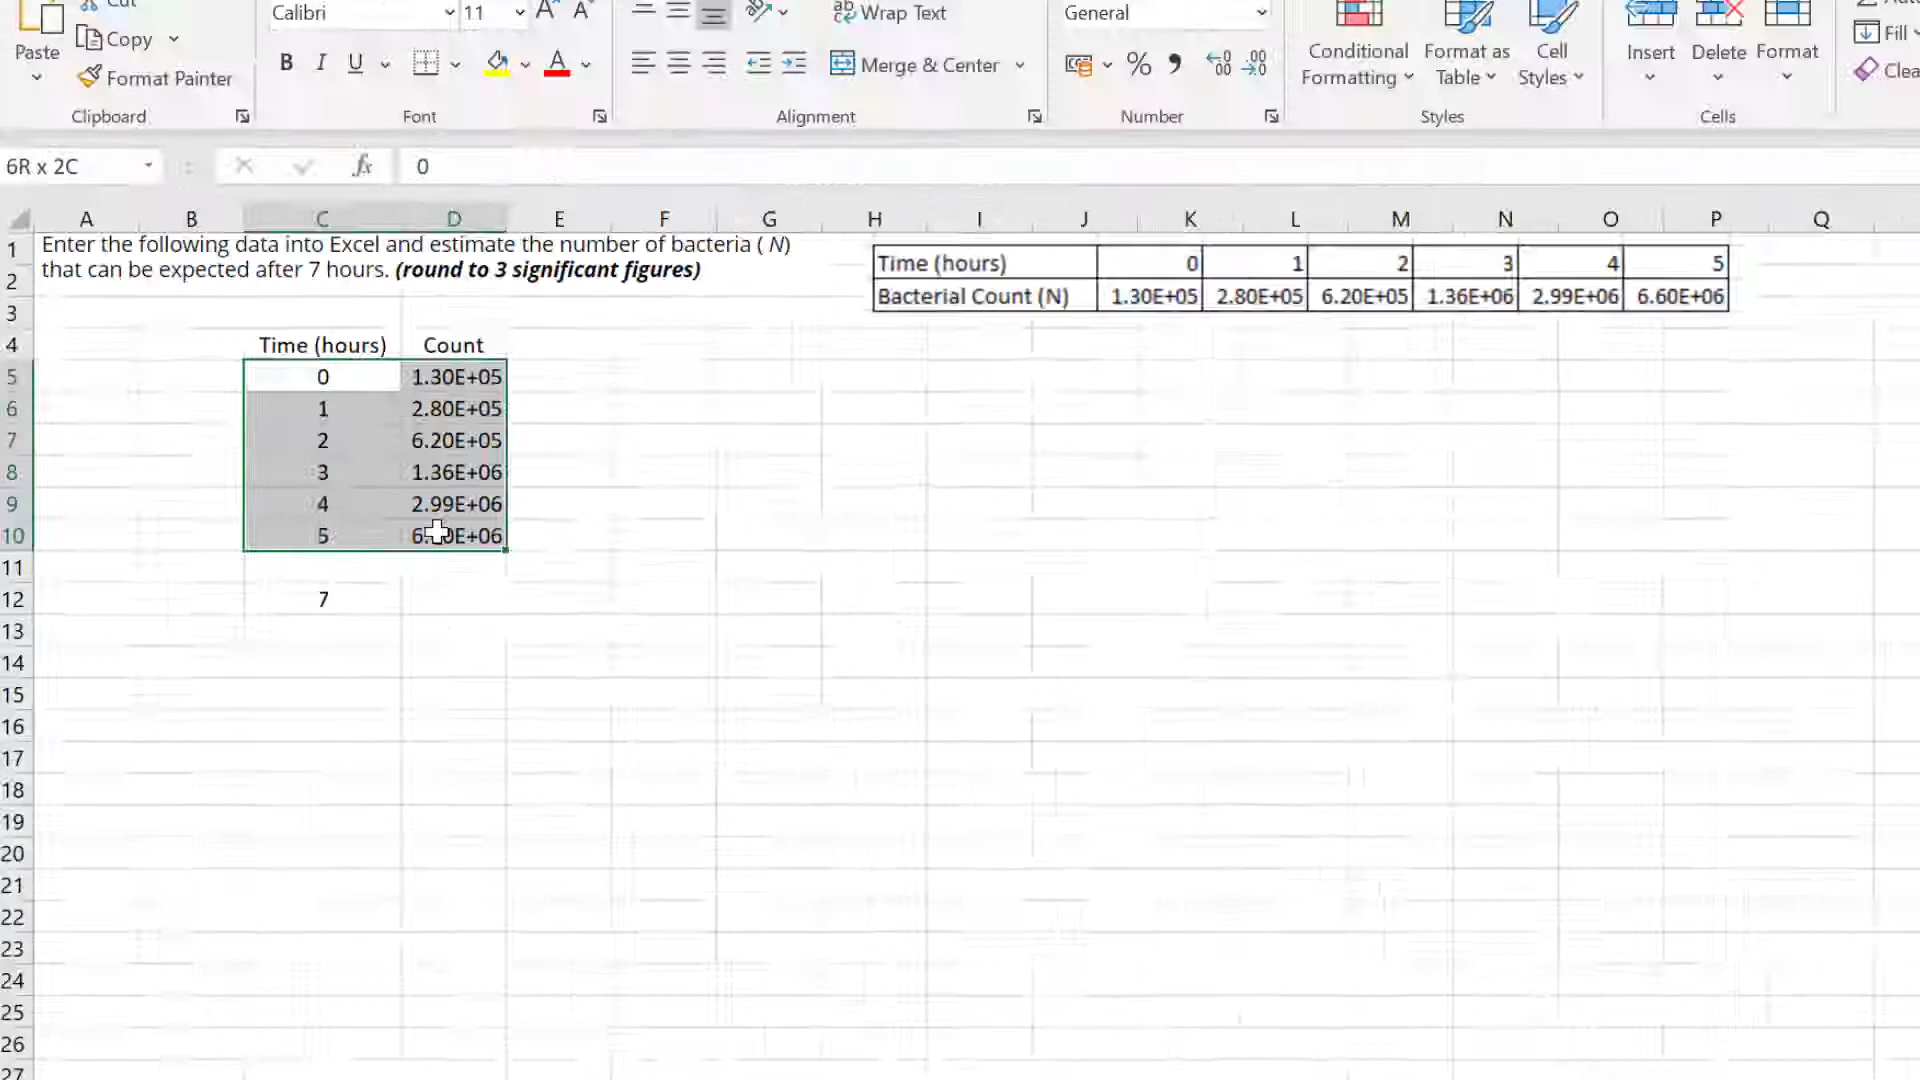 Cut
Calibri 11 A A ab Wrap Text General
Paste Copy B I U A Merge & Center % 9 .00 .00 Conditional Formatting Format as Table Cell Styles Insert Delete Format Fill
Format Painter Clea
Clipboard Font Alignment Number Styles Cells
6R x 2C fx 0
A B C D E F G H I J K L M N O P Q
1 Enter the following data into Excel and estimate the number of bacteria ( N)
2 that can be expected after 7 hours. (round to 3 significant figures)
Time (hours) 0 1 2 3 4 5
Bacterial Count (N) 1.30E+05 2.80E+05 6.20E+05 1.36E+06 2.99E+06 6.60E+06
3
4 Time (hours) Count
5 0 1.30E+05
6 1 2.80E+05
7 2 6.20E+05
8 3 1.36E+06
9 4 2.99E+06
10 5 6. 0E+06
11
12 7
13
14
15
16
17
18
19
20
21
22
23
24
25
26
27